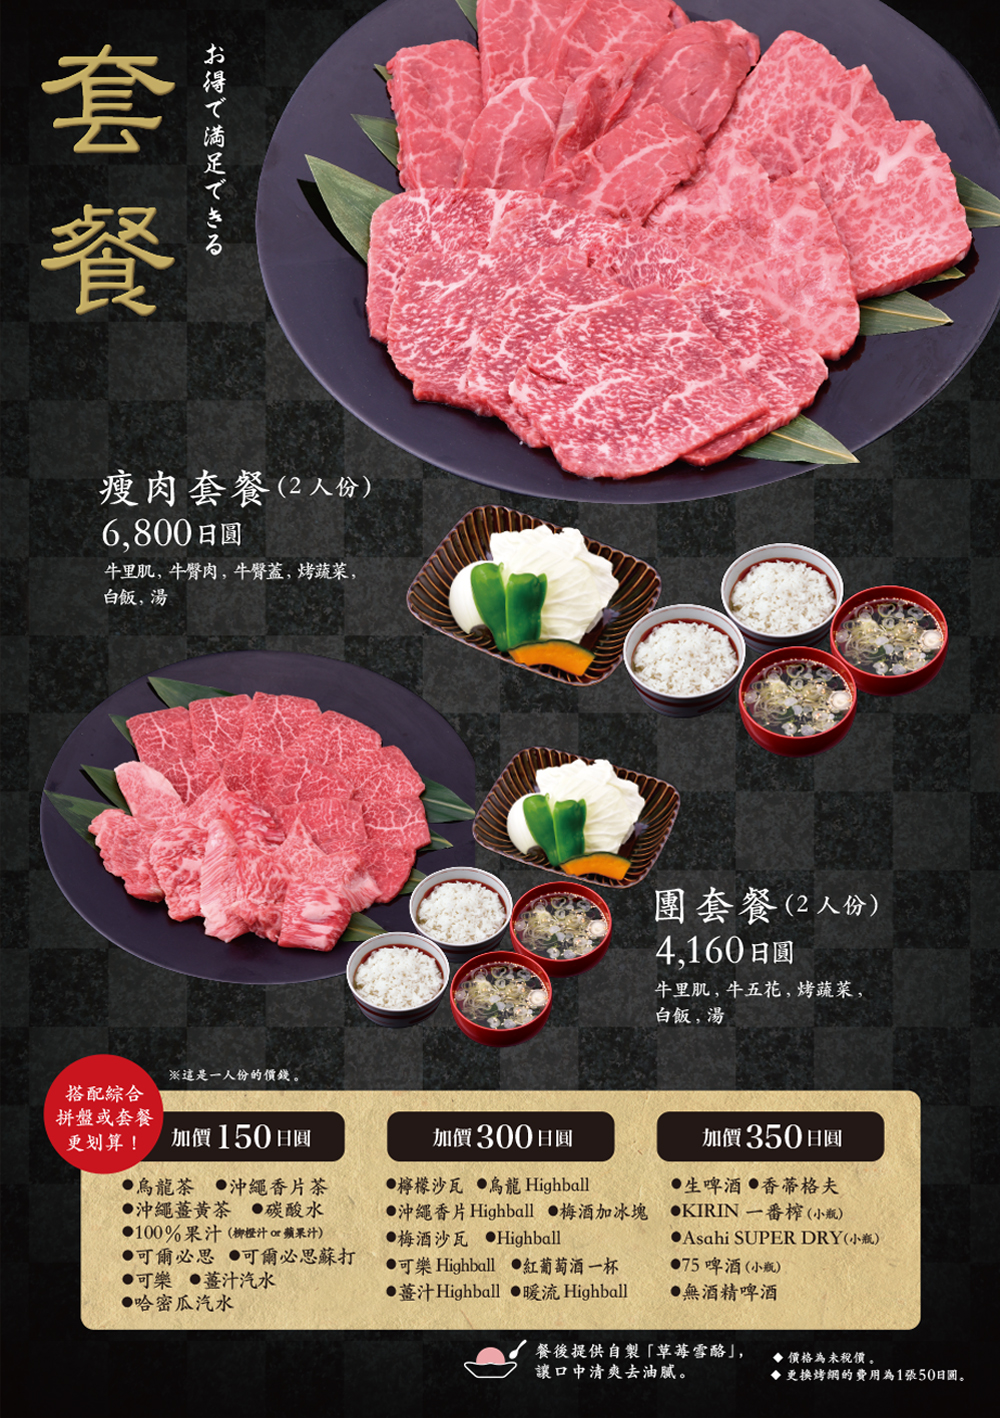 套餐
お得で満足できる
瘦肉套餐(2人份)
6,800日圓
牛里肌, 牛臀肉, 牛臀蓋, 烤蔬菜,
白飯, 湯
團套餐(2人份)
4,160日圓
牛里肌, 牛五花, 烤蔬菜,
白飯, 湯
※這是一人份的價錢。
搭配綜合
拼盤或套餐
更划算!
加價150日圓
●烏龍茶 ●沖繩香片茶
●沖繩薑黃茶 ●碳酸水
●100%果汁(柳橙汁or蘋果汁)
●可爾必思 ●可爾必思蘇打
●可樂 ●薑汁汽水
●哈密瓜汽水
加價300日圓
●檸檬沙瓦 ●烏龍Highball
●沖繩香片Highball ●梅酒加冰塊
●梅酒沙瓦 ●Highball
●可樂Highball ●紅葡萄酒一杯
●薑汁Highball ●暖流Highball
加價350日圓
●生啤酒 ●香蒂格夫
●KIRIN 一番榨(小瓶)
●Asahi SUPER DRY(小瓶)
●75 啤酒(小瓶)
●無酒精啤酒
餐後提供自製「草莓雪酪」,
讓口中清爽去油膩。
◆ 價格為未稅價。
◆ 更換烤網的費用為1張50日圓。